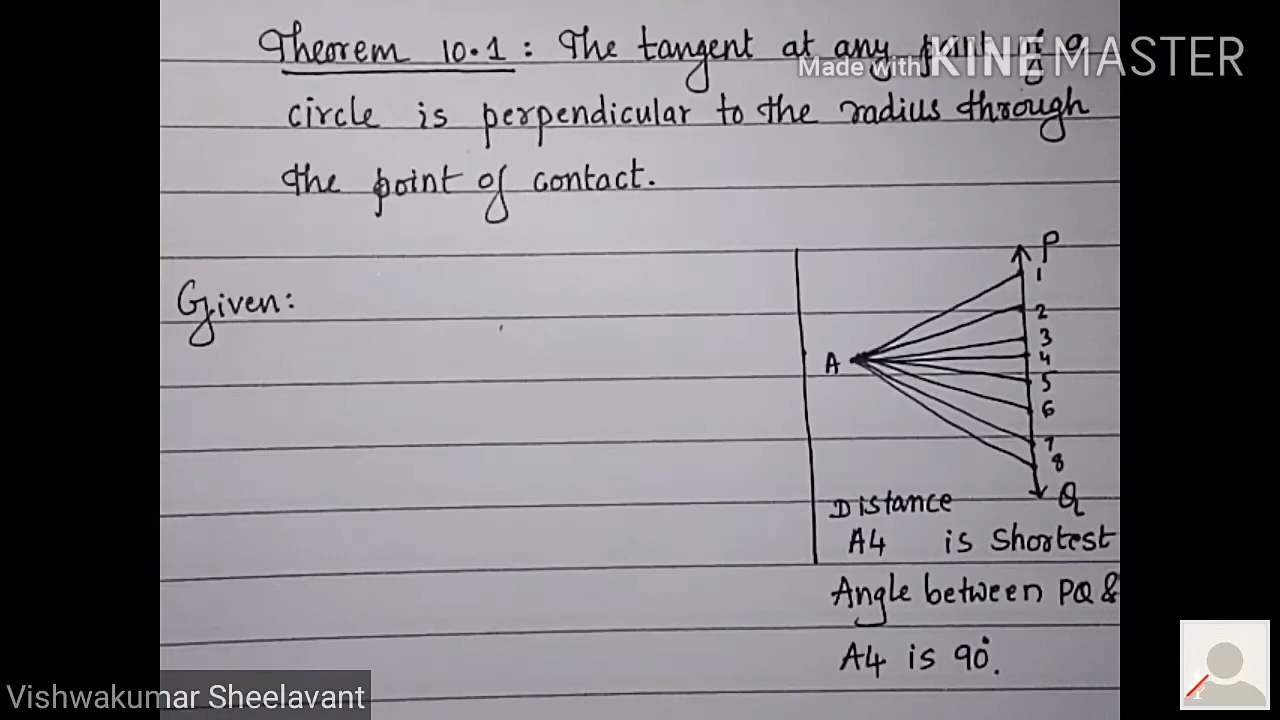 Theorem 10.1 : The tangent at any point of a
Made with KINEMASTER
circle is perpendicular to the radius through
the point of contact.
Given:
P
1
2
3
A
4
5
6
7
8
Q
Distance
A4 is Shortest
Angle between PQ &
A4 is 90°.
Vishwakumar Sheelavant